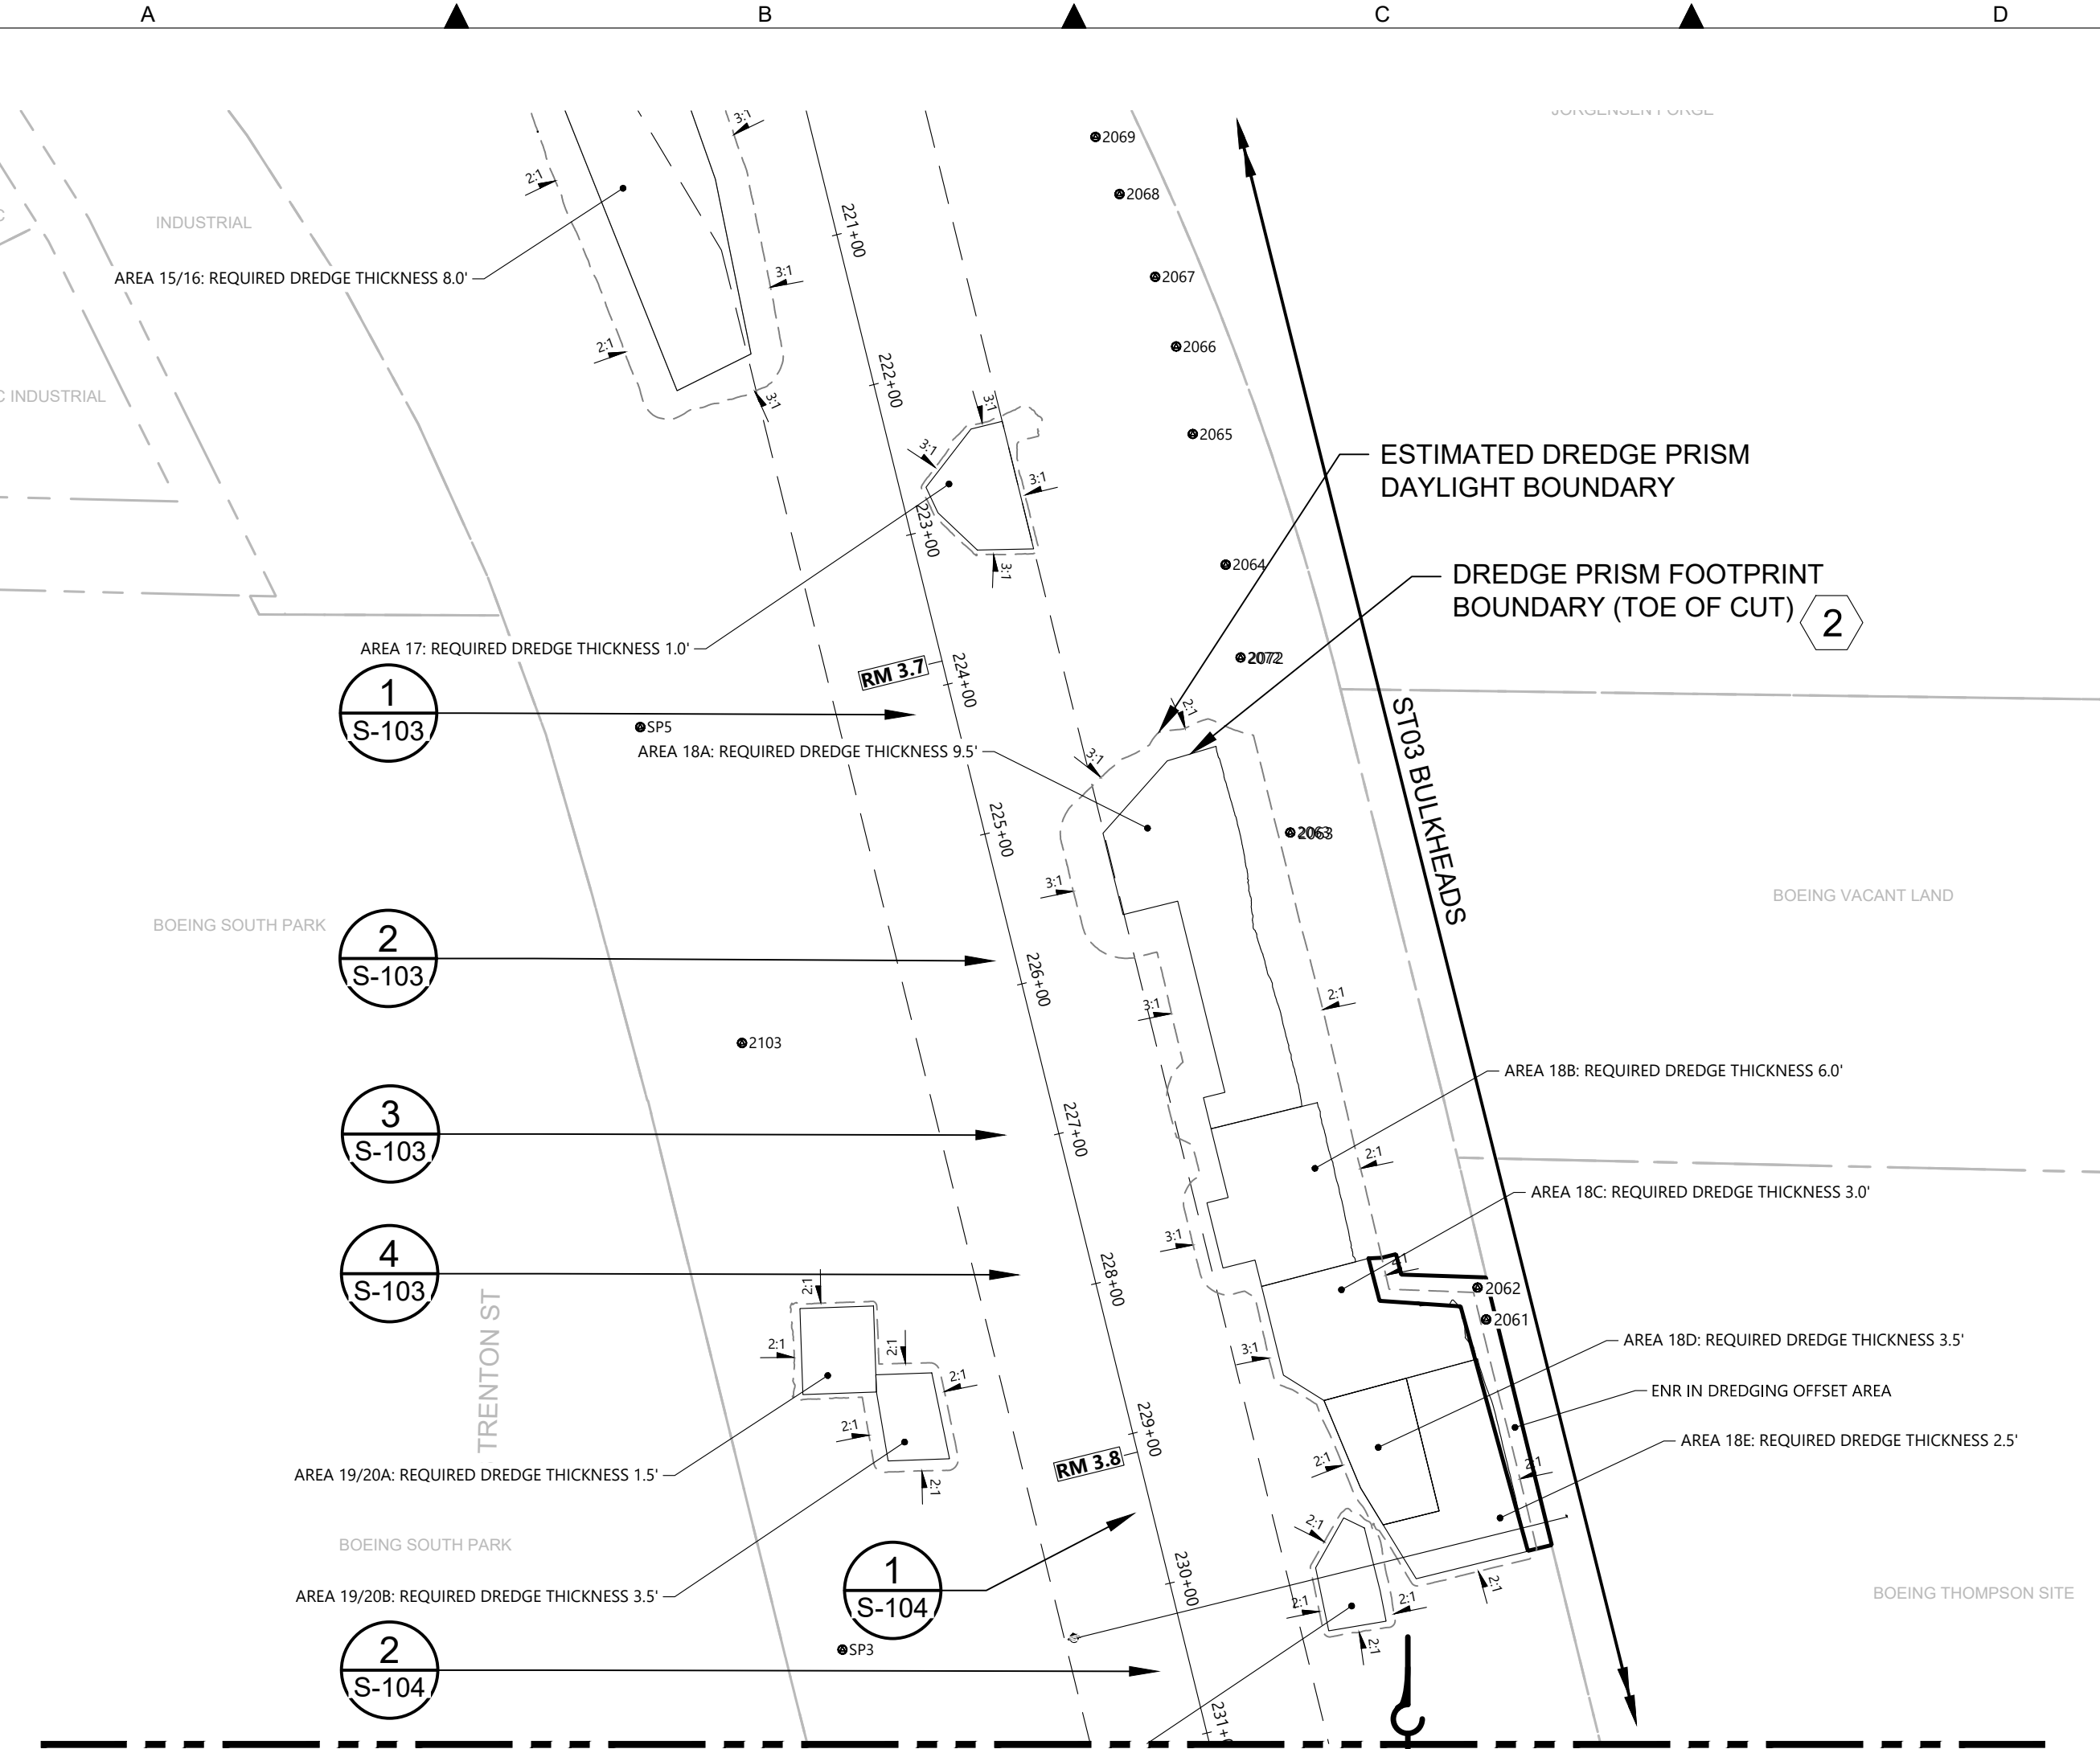 A
B
C
D
JORGENSEN FORGE
2069
3:1
2:1
2068
C
INDUSTRIAL
221+00
AREA 15/16: REQUIRED DREDGE THICKNESS 8.0'
3:1
2067
2:1
2066
222+00
C INDUSTRIAL
3:1
3:1
2065
3:1
ESTIMATED DREDGE PRISM
DAYLIGHT BOUNDARY
3:1
223+00
2064
3:1
DREDGE PRISM FOOTPRINT
BOUNDARY (TOE OF CUT)
2
AREA 17: REQUIRED DREDGE THICKNESS 1.0'
2072
2072
RM 3.7
224+00
1
S-103
SP5
2:1
ST03 BULKHEADS
AREA 18A: REQUIRED DREDGE THICKNESS 9.5'
3:1
225+00
2063
2063
3:1
BOEING VACANT LAND
BOEING SOUTH PARK
2
S-103
226+00
2:1
3:1
2103
AREA 18B: REQUIRED DREDGE THICKNESS 6.0'
3
S-103
227+00
2:1
AREA 18C: REQUIRED DREDGE THICKNESS 3.0'
3:1
4
S-103
2:1
228+00
2:1
2062
2061
TRENTON ST
2:1
2:1
3:1
AREA 18D: REQUIRED DREDGE THICKNESS 3.5'
2:1
ENR IN DREDGING OFFSET AREA
2:1
229+00
AREA 18E: REQUIRED DREDGE THICKNESS 2.5'
RM 3.8
2:1
2:1
AREA 19/20A: REQUIRED DREDGE THICKNESS 1.5'
2:1
2:1
BOEING SOUTH PARK
1
S-104
230+00
2:1
BOEING THOMPSON SITE
AREA 19/20B: REQUIRED DREDGE THICKNESS 3.5'
2:1
2:1
2:1
SP3
2
S-104
231+